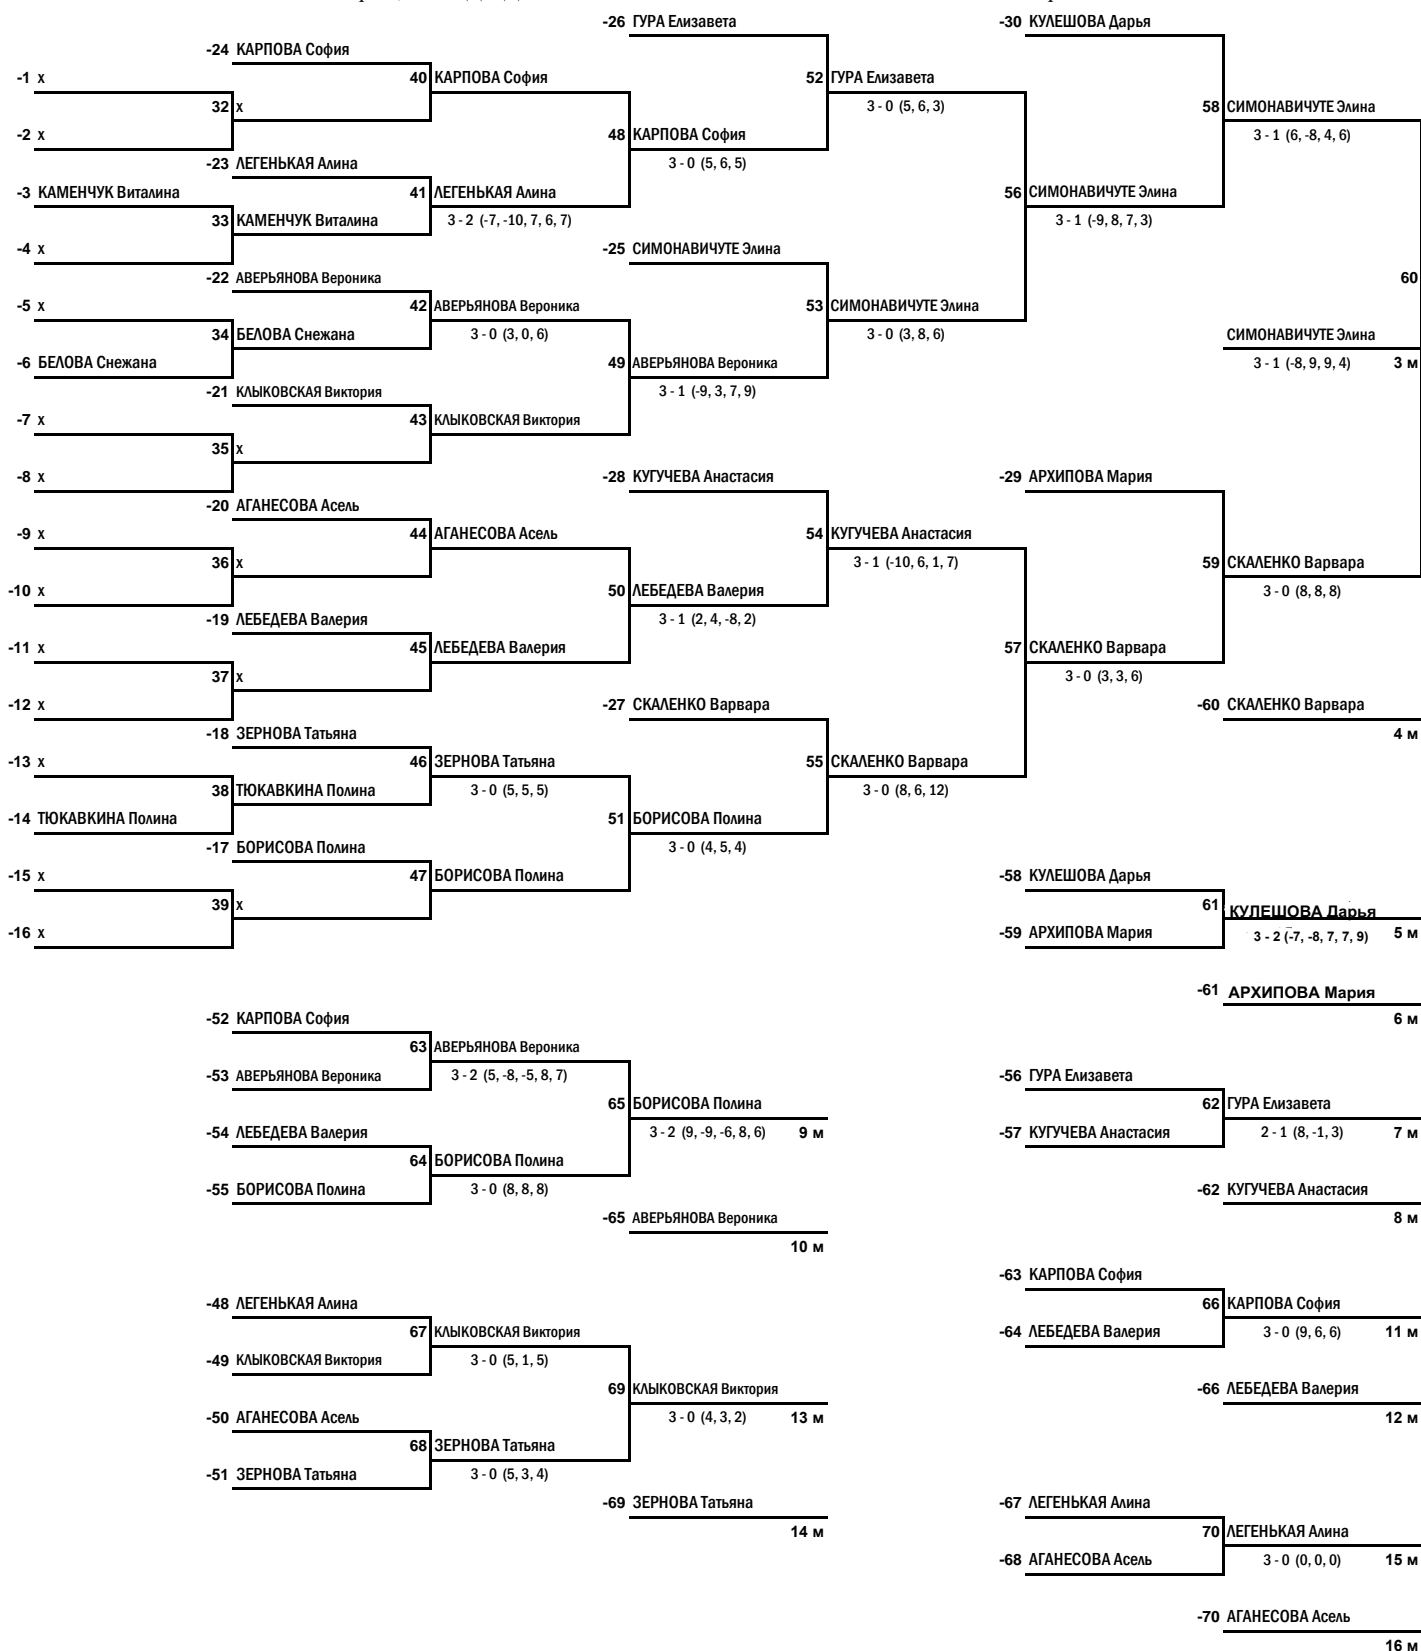 -26 ГУРА Елизавета
-30 КУЛЕШОВА Дарья
-24 КАРПОВА София
-1 x
40 КАРПОВА София
52 ГУРА Елизавета
32 x
3 - 0 (5, 6, 3)
58 СИМОНАВИЧУТЕ Элина
-2 x
48 КАРПОВА София
3 - 1 (6, -8, 4, 6)
-23 ЛЕГЕНЬКАЯ Алина
3 - 0 (5, 6, 5)
-3 КАМЕНЧУК Виталина
41 ЛЕГЕНЬКАЯ Алина
56 СИМОНАВИЧУТЕ Элина
33 КАМЕНЧУК Виталина
3 - 2 (-7, -10, 7, 6, 7)
3 - 1 (-9, 8, 7, 3)
-4 x
-25 СИМОНАВИЧУТЕ Элина
-22 АВЕРЬЯНОВА Вероника
60
-5 x
42 АВЕРЬЯНОВА Вероника
53 СИМОНАВИЧУТЕ Элина
34 БЕЛОВА Снежана
3 - 0 (3, 0, 6)
3 - 0 (3, 8, 6)
СИМОНАВИЧУТЕ Элина
-6 БЕЛОВА Снежана
49 АВЕРЬЯНОВА Вероника
3 - 1 (-8, 9, 9, 4) 3 м
-21 КЛЫКОВСКАЯ Виктория
3 - 1 (-9, 3, 7, 9)
-7 x
43 КЛЫКОВСКАЯ Виктория
35 x
-8 x
-28 КУГУЧЕВА Анастасия
-29 АРХИПОВА Мария
-20 АГАНЕСОВА Асель
-9 x
44 АГАНЕСОВА Асель
54 КУГУЧЕВА Анастасия
36 x
3 - 1 (-10, 6, 1, 7)
59 СКАЛЕНКО Варвара
-10 x
50 ЛЕБЕДЕВА Валерия
3 - 0 (8, 8, 8)
-19 ЛЕБЕДЕВА Валерия
3 - 1 (2, 4, -8, 2)
-11 x
45 ЛЕБЕДЕВА Валерия
57 СКАЛЕНКО Варвара
37 x
3 - 0 (3, 3, 6)
-12 x
-27 СКАЛЕНКО Варвара
-60 СКАЛЕНКО Варвара
-18 ЗЕРНОВА Татьяна
4 м
-13 x
46 ЗЕРНОВА Татьяна
55 СКАЛЕНКО Варвара
38 ТЮКАВКИНА Полина
3 - 0 (5, 5, 5)
3 - 0 (8, 6, 12)
-14 ТЮКАВКИНА Полина
51 БОРИСОВА Полина
-17 БОРИСОВА Полина
3 - 0 (4, 5, 4)
-15 x
47 БОРИСОВА Полина
-58 КУЛЕШОВА Дарья
39 x
61 КУЛЕШОВА Дарья
-16 x
-59 АРХИПОВА Мария
3 - 2 (-7, -8, 7, 7, 9) 5 м
-61 АРХИПОВА Мария
-52 КАРПОВА София
6 м
63 АВЕРЬЯНОВА Вероника
-53 АВЕРЬЯНОВА Вероника
3 - 2 (5, -8, -5, 8, 7)
-56 ГУРА Елизавета
65 БОРИСОВА Полина
62 ГУРА Елизавета
-54 ЛЕБЕДЕВА Валерия
3 - 2 (9, -9, -6, 8, 6) 9 м
-57 КУГУЧЕВА Анастасия
2 - 1 (8, -1, 3) 7 м
64 БОРИСОВА Полина
-55 БОРИСОВА Полина
3 - 0 (8, 8, 8)
-62 КУГУЧЕВА Анастасия
-65 АВЕРЬЯНОВА Вероника
8 м
10 м
-63 КАРПОВА София
-48 ЛЕГЕНЬКАЯ Алина
66 КАРПОВА София
67 КЛЫКОВСКАЯ Виктория
-64 ЛЕБЕДЕВА Валерия
3 - 0 (9, 6, 6) 11 м
-49 КЛЫКОВСКАЯ Виктория
3 - 0 (5, 1, 5)
69 КЛЫКОВСКАЯ Виктория
-66 ЛЕБЕДЕВА Валерия
-50 АГАНЕСОВА Асель
3 - 0 (4, 3, 2) 13 м
12 м
68 ЗЕРНОВА Татьяна
-51 ЗЕРНОВА Татьяна
3 - 0 (5, 3, 4)
-69 ЗЕРНОВА Татьяна
-67 ЛЕГЕНЬКАЯ Алина
14 м
70 ЛЕГЕНЬКАЯ Алина
-68 АГАНЕСОВА Асель
3 - 0 (0, 0, 0) 15 м
-70 АГАНЕСОВА Асель
16 м